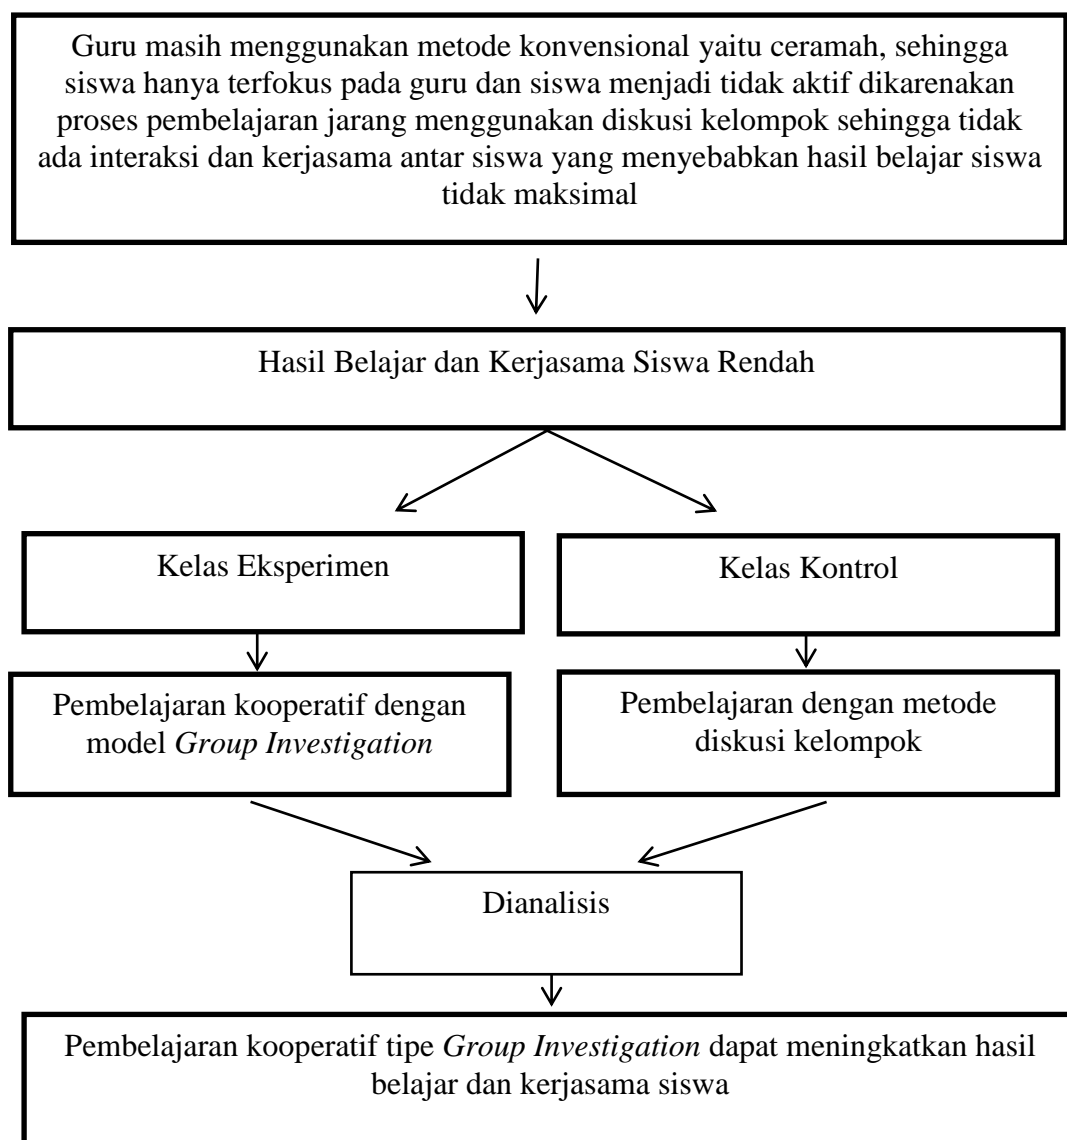 Guru masih menggunakan metode konvensional yaitu ceramah, sehingga
siswa hanya terfokus pada guru dan siswa menjadi tidak aktif dikarenakan
proses pembelajaran jarang menggunakan diskusi kelompok sehingga tidak
ada interaksi dan kerjasama antar siswa yang menyebabkan hasil belajar siswa
tidak maksimal
Hasil Belajar dan Kerjasama Siswa Rendah
Kelas Eksperimen
Kelas Kontrol
Pembelajaran kooperatif dengan
model Group Investigation
Pembelajaran dengan metode
diskusi kelompok
Dianalisis
Pembelajaran kooperatif tipe Group Investigation dapat meningkatkan hasil
belajar dan kerjasama siswa